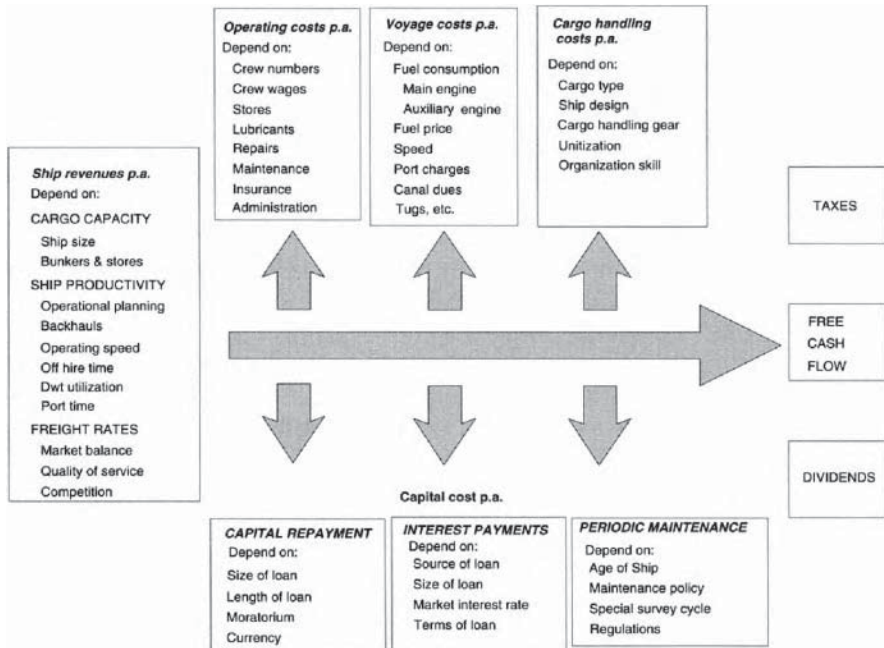 Operating costs p.a.
Depend on:
Crew numbers
Crew wages
Stores
Lubricants
Repairs
Maintenance
Insurance
Administration
Voyage costs p.a.
Depend on:
Fuel consumption
Main engine
Auxiliary engine
Fuel price
Speed
Port charges
Canal dues
Tugs, etc.
Cargo handling
costs p.a.
Depend on:
Cargo type
Ship design
Cargo handling gear
Unitization
Organization skill
Ship revenues p.a.
Depend on:
CARGO CAPACITY
Ship size
Bunkers & stores
SHIP PRODUCTIVITY
Operational planning
Backhauls
Operating speed
Off hire time
Dwt utilization
Port time
FREIGHT RATES
Market balance
Quality of service
Competition
TAXES
FREE
CASH
FLOW
DIVIDENDS
Capital cost p.a.
CAPITAL REPAYMENT
Depend on:
Size of loan
Length of loan
Moratorium
Currency
INTEREST PAYMENTS
Depend on:
Source of loan
Size of loan
Market interest rate
Terms of loan
PERIODIC MAINTENANCE
Depend on:
Age of Ship
Maintenance policy
Special survey cycle
Regulations